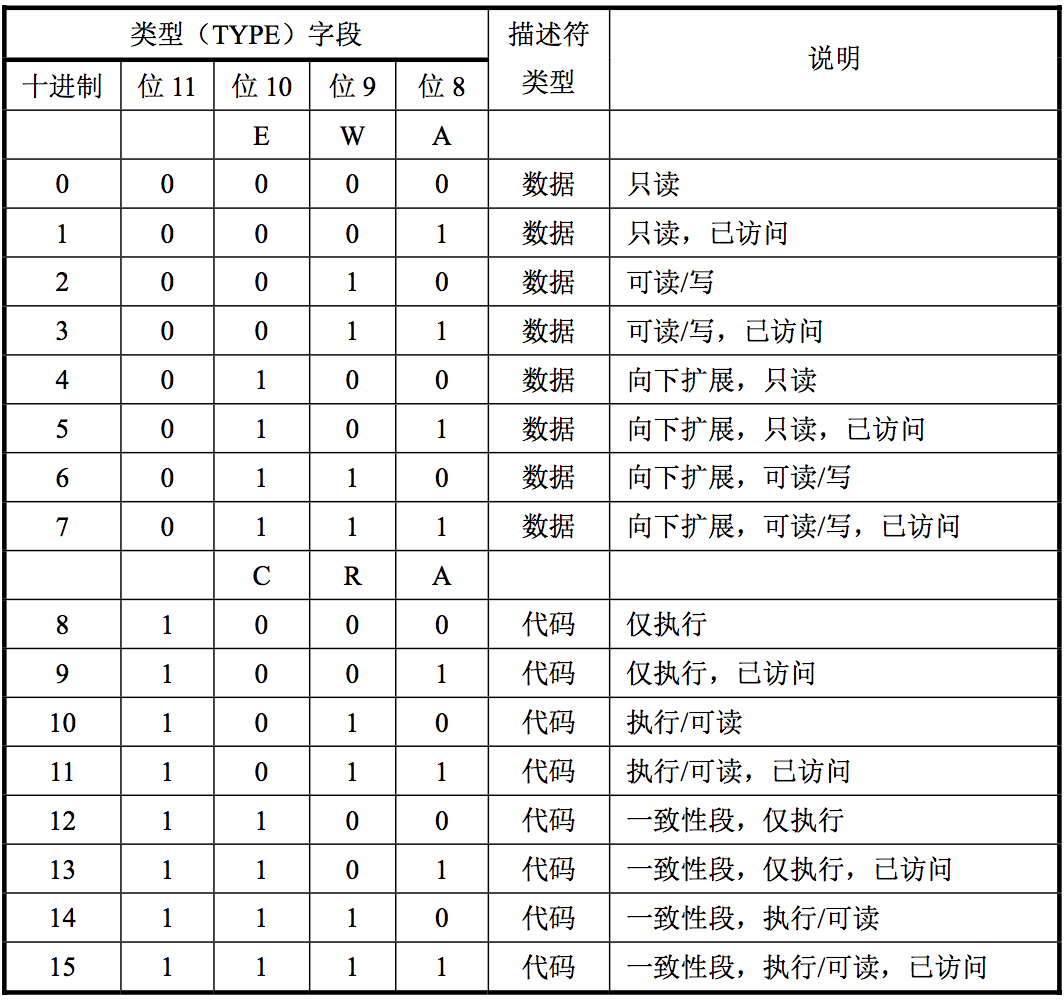 类型（TYPE）字段 描述符类型 说明
十进制 位 11 位 10 位 9 位 8
E W A
0 0 0 0 0 数据 只读
1 0 0 0 1 数据 只读，已访问
2 0 0 1 0 数据 可读/写
3 0 0 1 1 数据 可读/写，已访问
4 0 1 0 0 数据 向下扩展，只读
5 0 1 0 1 数据 向下扩展，只读，已访问
6 0 1 1 0 数据 向下扩展，可读/写
7 0 1 1 1 数据 向下扩展，可读/写，已访问
C R A
8 1 0 0 0 代码 仅执行
9 1 0 0 1 代码 仅执行，已访问
10 1 0 1 0 代码 执行/可读
11 1 0 1 1 代码 执行/可读，已访问
12 1 1 0 0 代码 一致性段，仅执行
13 1 1 0 1 代码 一致性段，仅执行，已访问
14 1 1 1 0 代码 一致性段，执行/可读
15 1 1 1 1 代码 一致性段，执行/可读，已访问